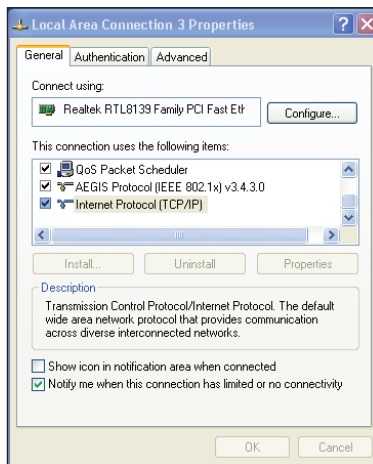 Local Area Connection 3 Properties
General Authentication Advanced
Connect using:
Realtek RTL8139 Family PCI Fast Eth
Configure...
This connection uses the following items:
QoS Packet Scheduler
AEGIS Protocol (IEEE 802.1x) v3.4.3.0
Internet Protocol (TCP/IP)
Install... Uninstall Properties
Description
Transmission Control Protocol/Internet Protocol. The default
wide area network protocol that provides communication
across diverse interconnected networks.
Show icon in notification area when connected
Notify me when this connection has limited or no connectivity
OK Cancel